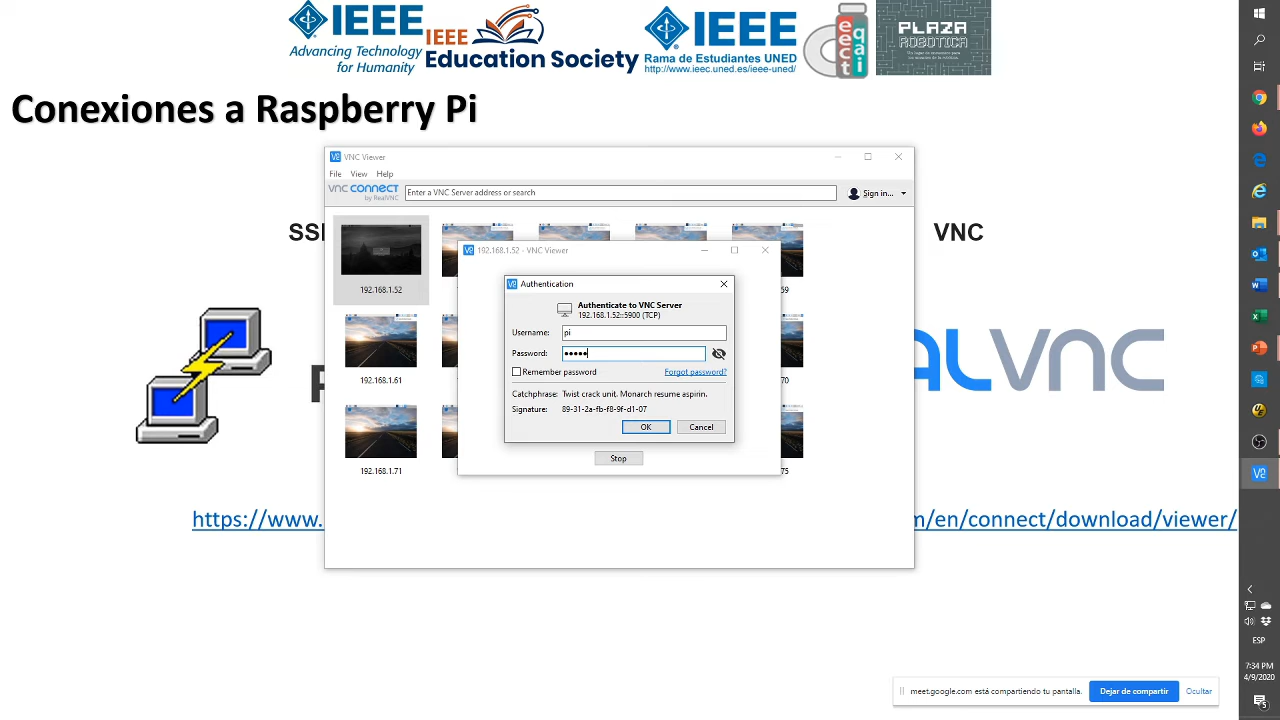 IEEE
Advancing Technology
for Humanity
IEEE
Education Society
IEEE
Rama de Estudiantes UNED
http://www.ieec.uned.es/ieee-uned/
PLAZA
ROBOTICA
Conexiones a Raspberry Pi
VNC Viewer
File View Help
vnc connect
by RealVNC
Enter a VNC Server address or search
Sign in...
VNC
192.168.1.52
192.168.1.52 - VNC Viewer
Authentication
Authenticate to VNC Server
192.168.1.52::5900 (TCP)
Username: pi
Password: •••••
Remember password
Forgot password?
Catchphrase: Twist crack unit. Monarch resume aspirin.
Signature: 89-31-2a-fb-f8-9f-d1-07
OK Cancel
Stop
192.168.1.61
70
192.168.1.71
75
VNC
https://www.
m/en/connect/download/viewer/
meet.google.com está compartiendo tu pantalla.
Dejar de compartir
Ocultar
ESP
7:34 PM
4/9/2020